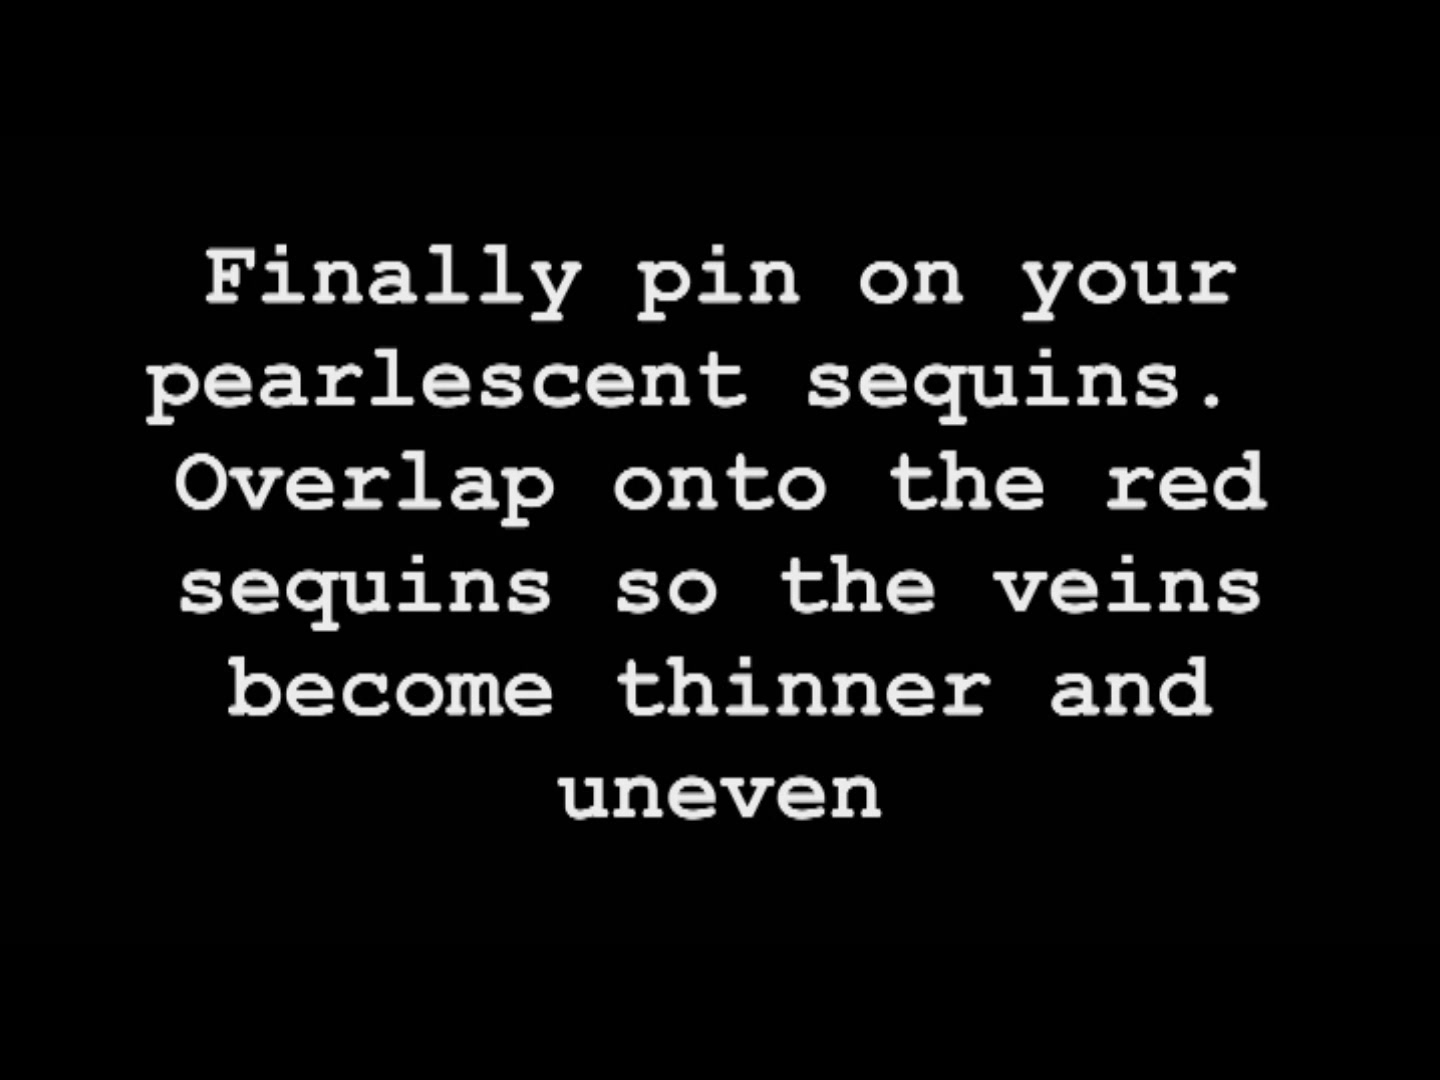 Finally pin on your
pearlescent sequins.
Overlap onto the red
sequins so the veins
become thinner and
uneven